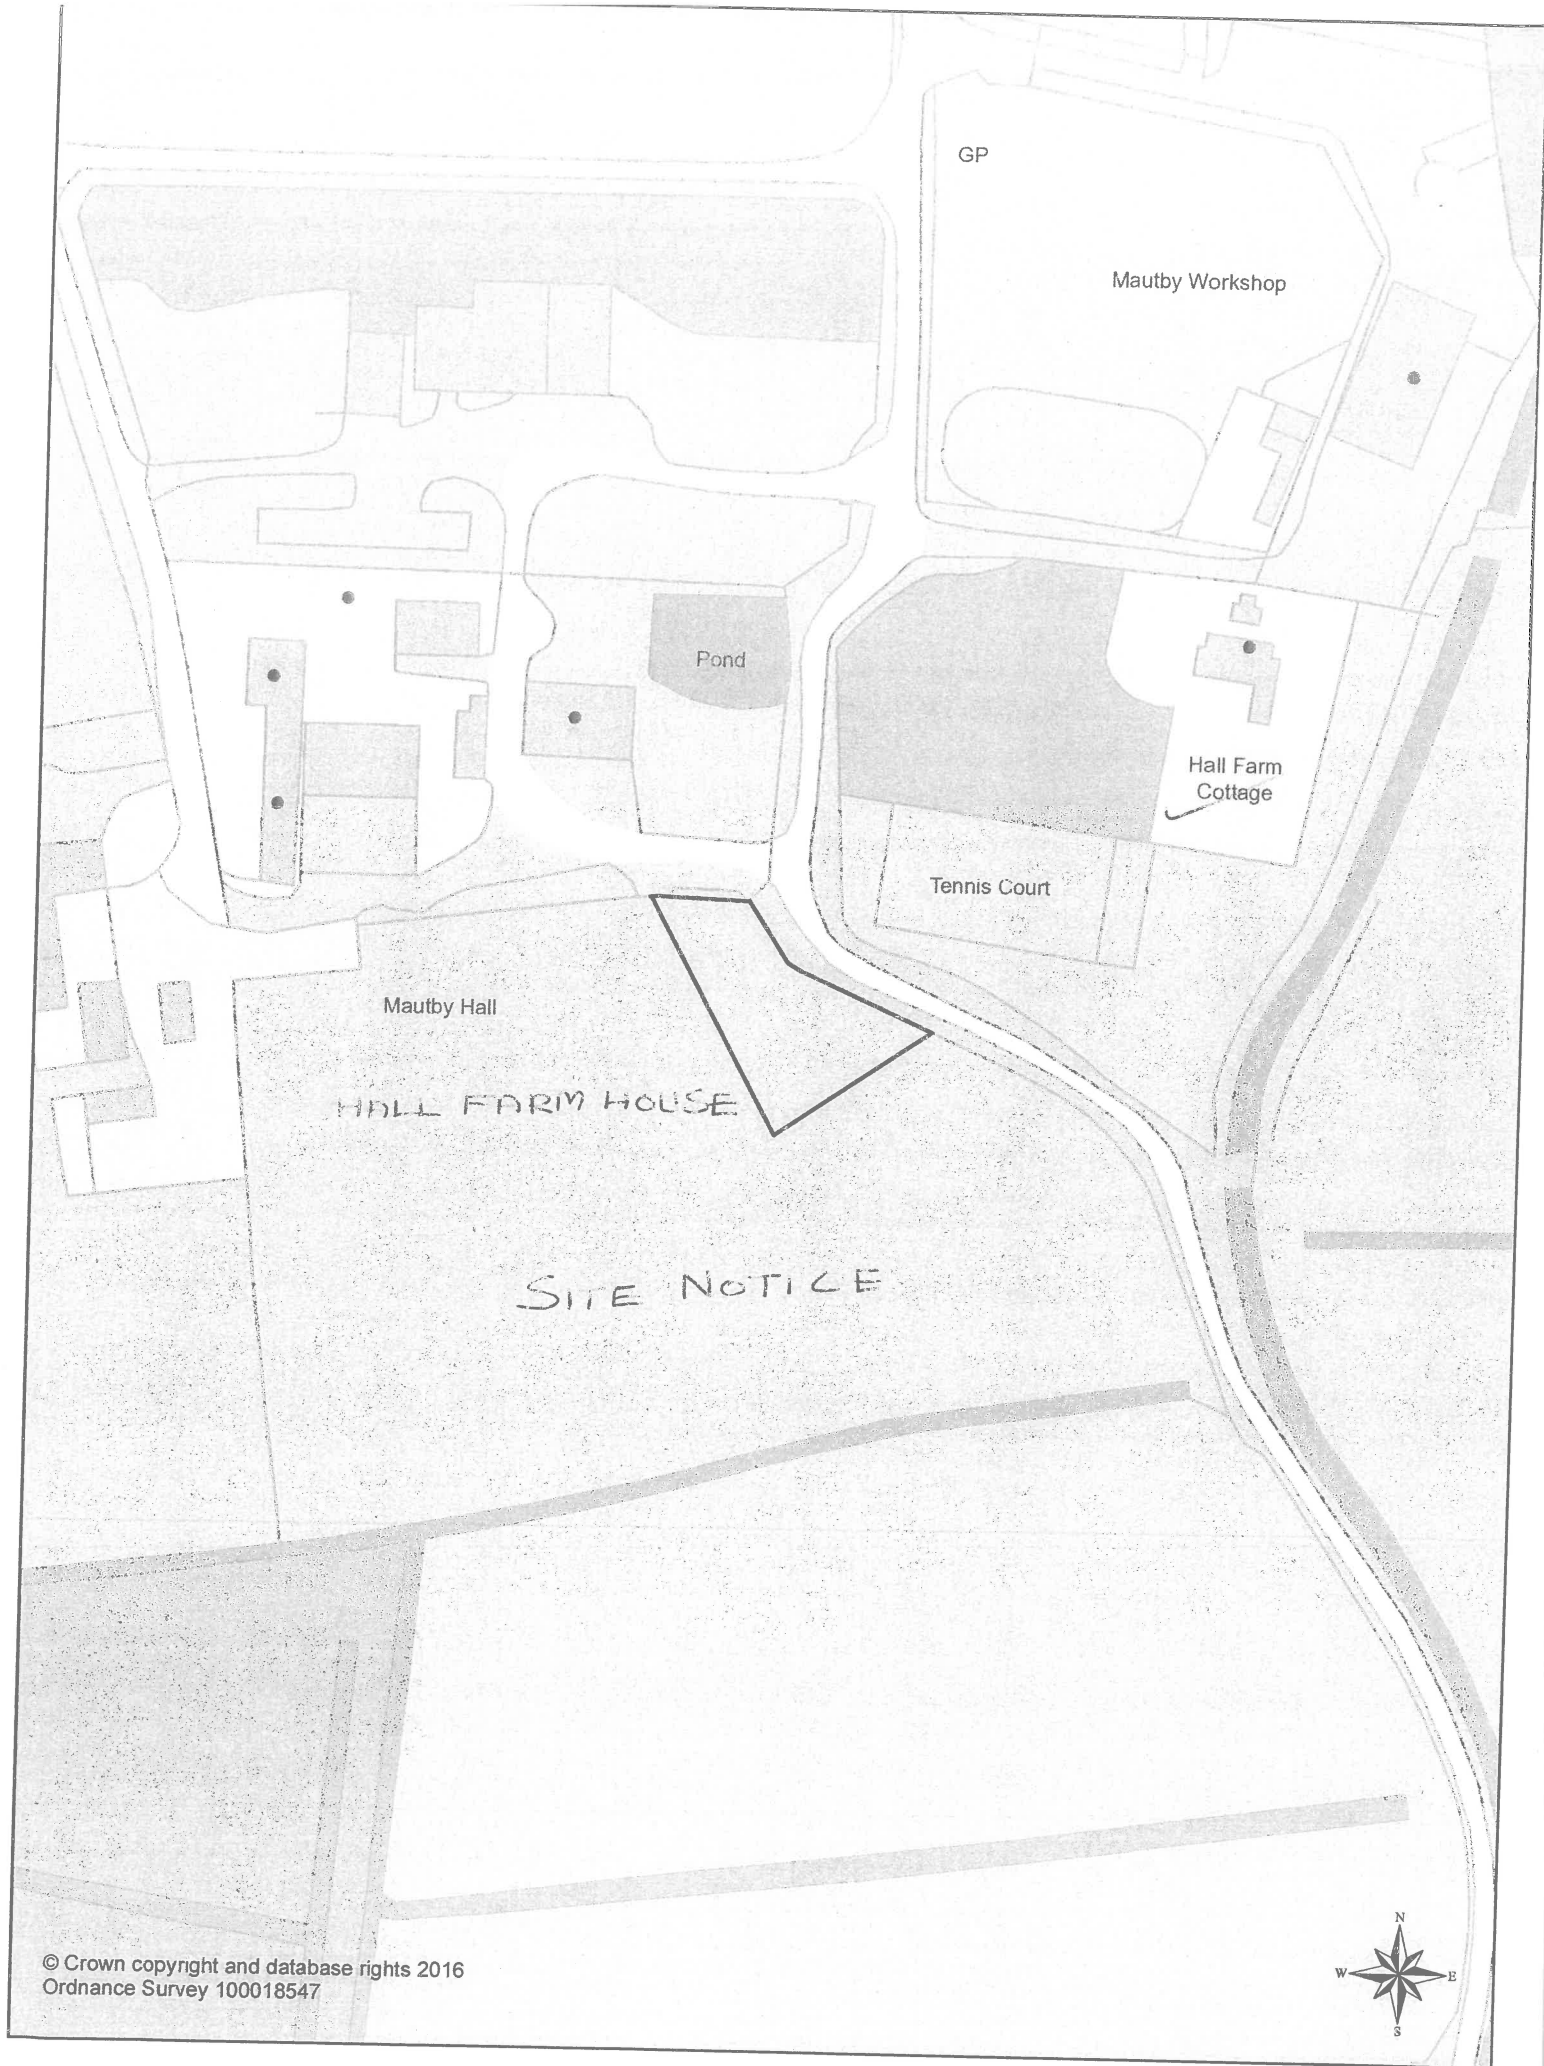 GP
Mautby Workshop
Pond
Hall Farm
Cottage
Tennis Court
Mautby Hall
HALL FARM HOUSE
SITE NOTICE
© Crown copyright and database rights 2016
Ordnance Survey 100018547
N
W
E
S